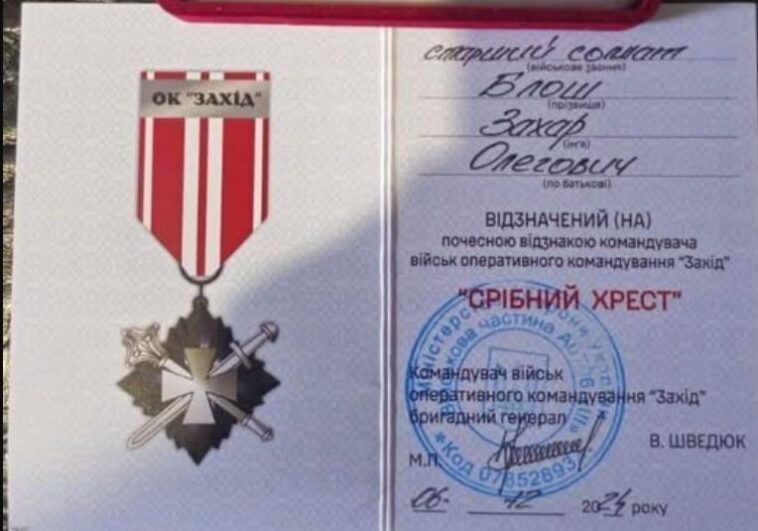 ОК "ЗАХІД"
старший солдат
(військове звання)
Блош
(прізвище)
Захар
(ім'я)
Олегович
(по батькові)
ВІДЗНАЧЕНИЙ (НА)
почесною відзнакою командувача
військ оперативного командування "Захід"
"СРІБНИЙ ХРЕСТ"
Командувач військ
оперативного командування "Захід"
бригадний генерал
В. ШВЕДЮК
М.П.
06 12 2024 року